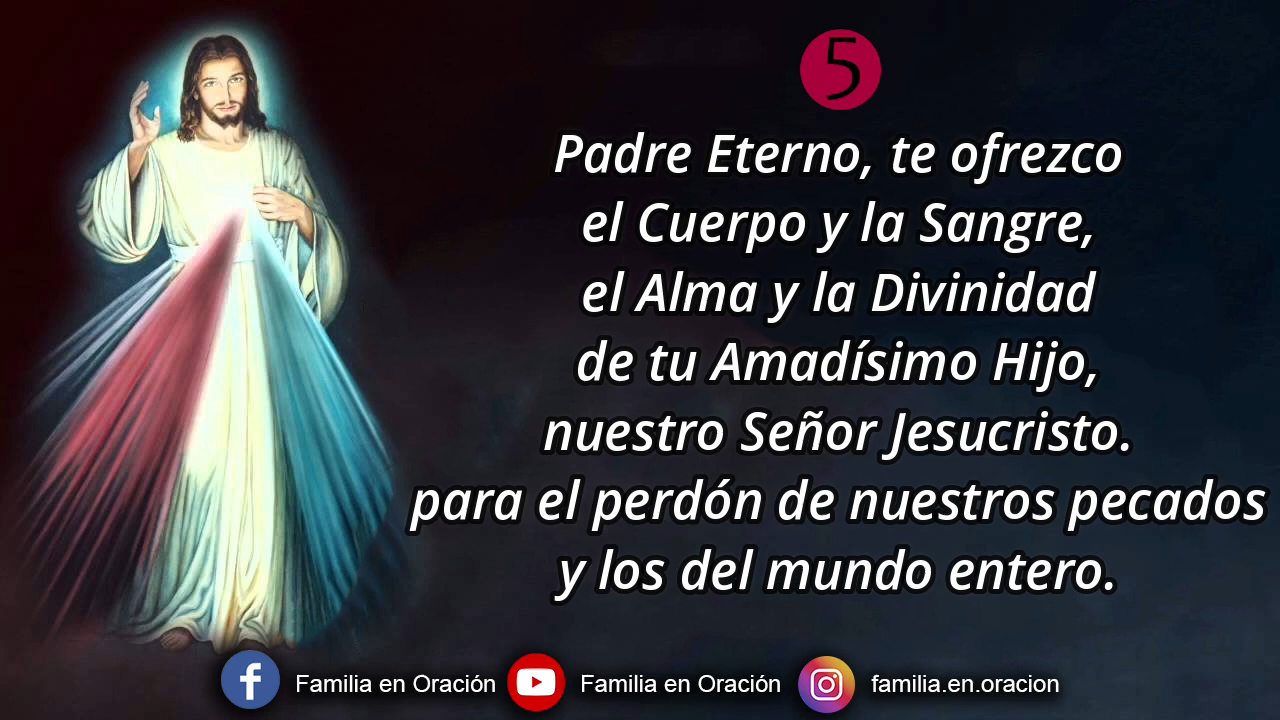 5
Padre Eterno, te ofrezco
el Cuerpo y la Sangre,
el Alma y la Divinidad
de tu Amadísimo Hijo,
nuestro Señor Jesucristo.
para el perdón de nuestros pecados
y los del mundo entero.
f Familia en Oración Familia en Oración familia.en.oracion